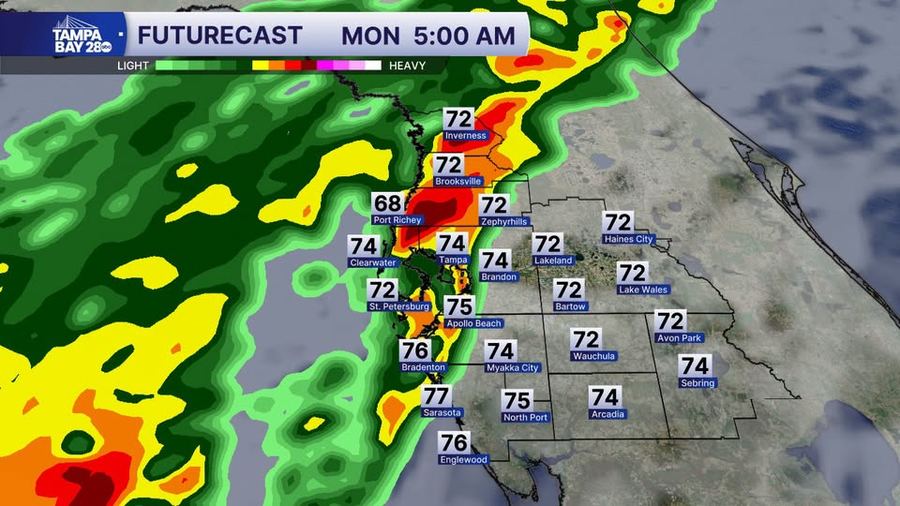 TAMPA
BAY 28 abc
FUTURECAST
MON 5:00 AM
LIGHT
HEAVY
72
Inverness
72
Brooksville
68
Port Richey
72
Zephyrhills
72
Haines City
74
Clearwater
74
Tampa
74
Brandon
72
Lakeland
72
Lake Wales
72
St. Petersburg
75
Apollo Beach
72
Bartow
72
Avon Park
76
Bradenton
74
Myakka City
72
Wauchula
74
Sebring
77
Sarasota
75
North Port
74
Arcadia
76
Englewood